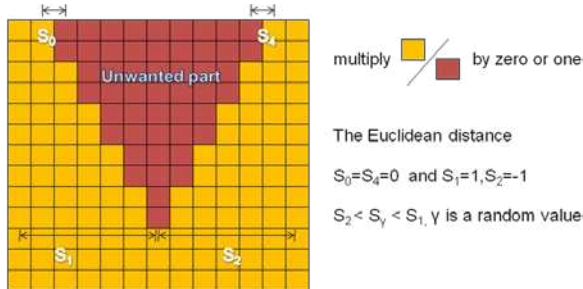 S₀ S₄
Unwanted part
S₁ S₂
multiply / by zero or one
The Euclidean distance
S₀=S₄=0 and S₁=1,S₂=-1
S₂ < Sᵧ < S₁, γ is a random value